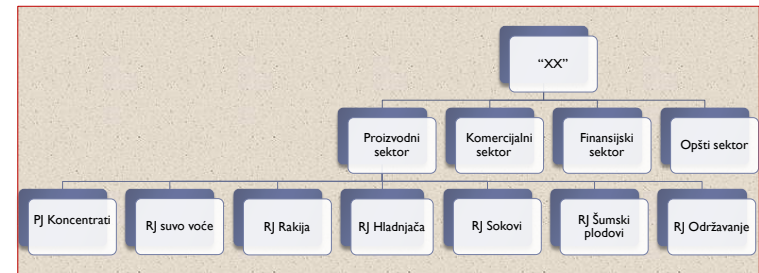 “XX”
Proizvodni
sektor
Komercijalni
sektor
Finansijski
sektor
Opšti sektor
PJ Koncentrati
RJ suvo voće
RJ Rakija
RJ Hladnjača
RJ Sokovi
RJ Šumski
plodovi
RJ Održavanje